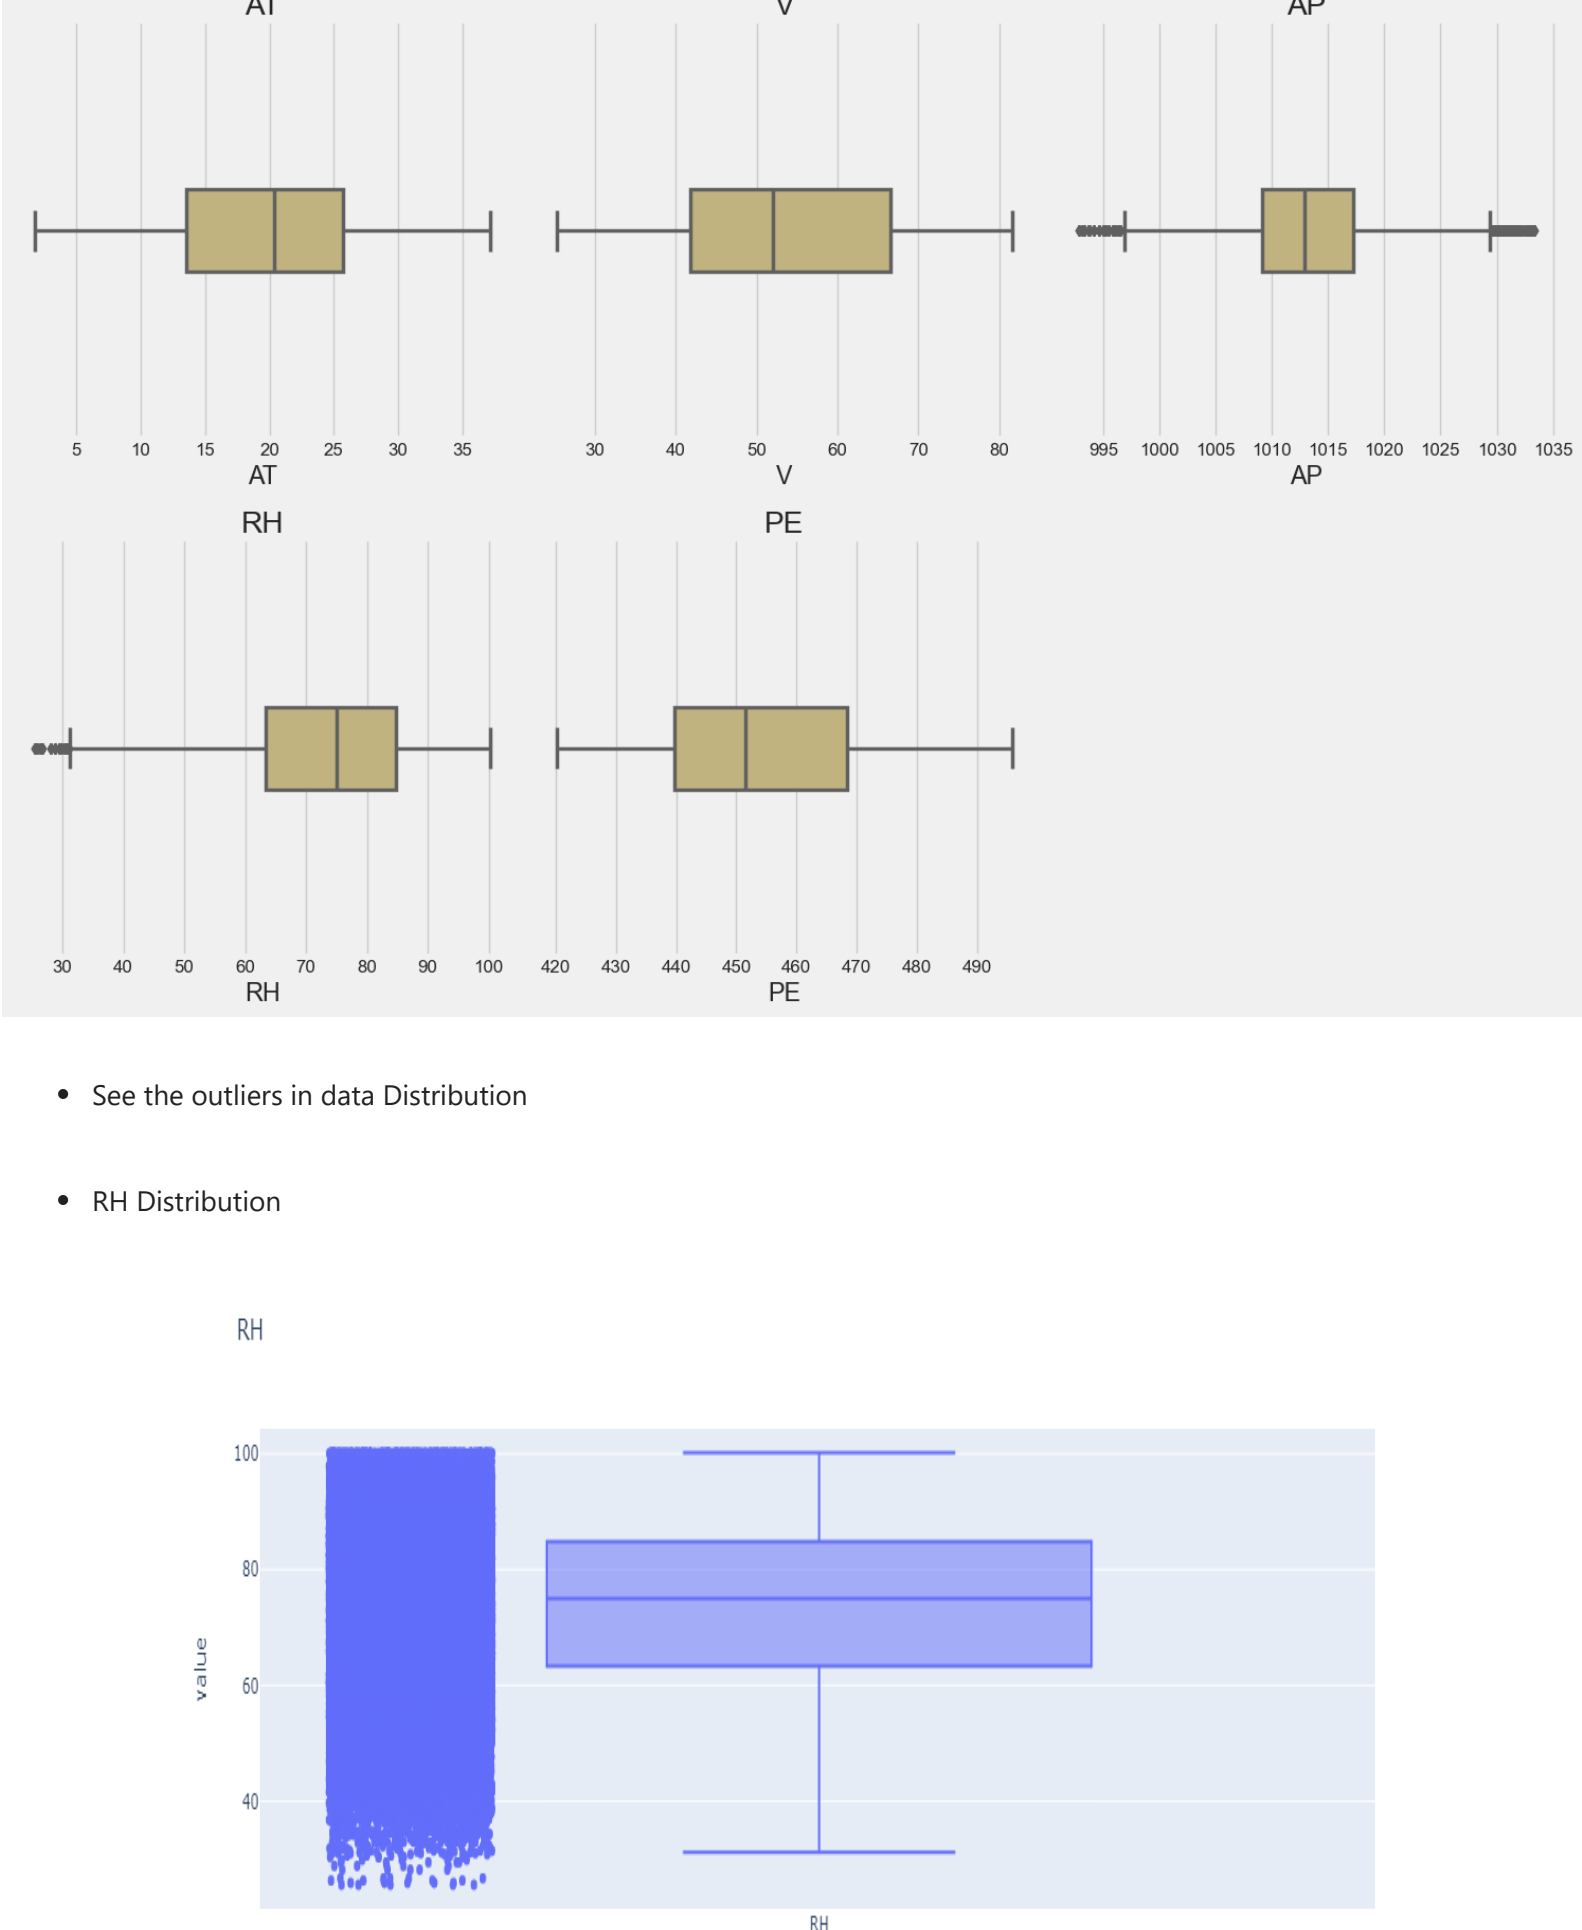 AT V AP
5 10 15 20 25 30 35 30 40 50 60 70 80 995 1000 1005 1010 1015 1020 1025 1030 1035
AT V AP
RH PE
30 40 50 60 70 80 90 100 420 430 440 450 460 470 480 490
RH PE
• See the outliers in data Distribution
• RH Distribution
RH
100
80
60
40
value
RH